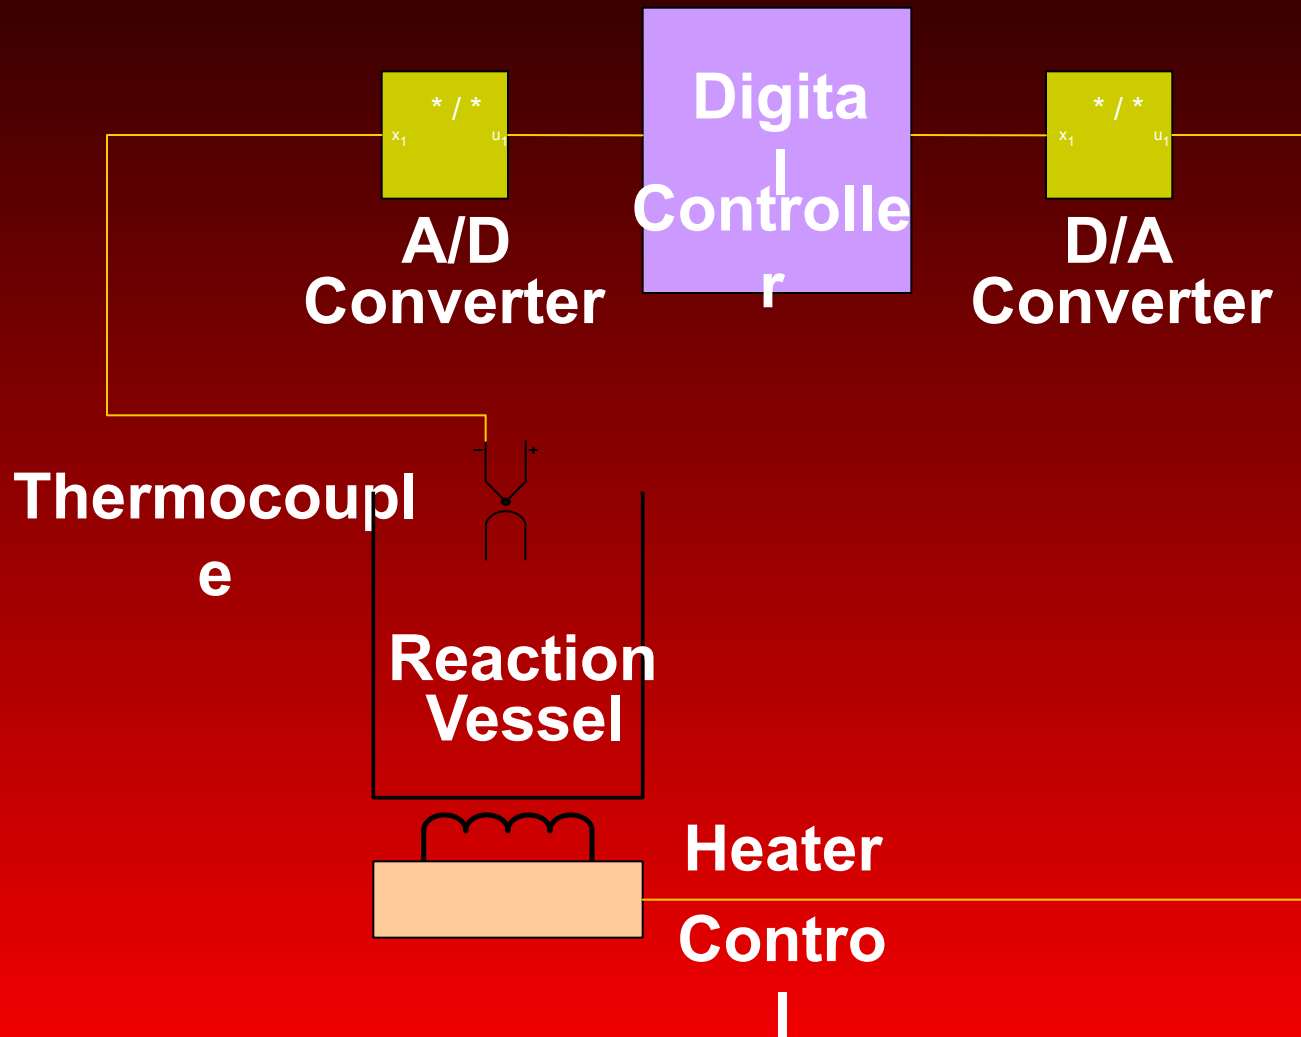 Digita
l
Controlle
r
* / *
x1
u1
A/D
Converter
* / *
x1
u1
D/A
Converter
− +
Thermocoupl
e
Reaction
Vessel
Heater
Contro
l